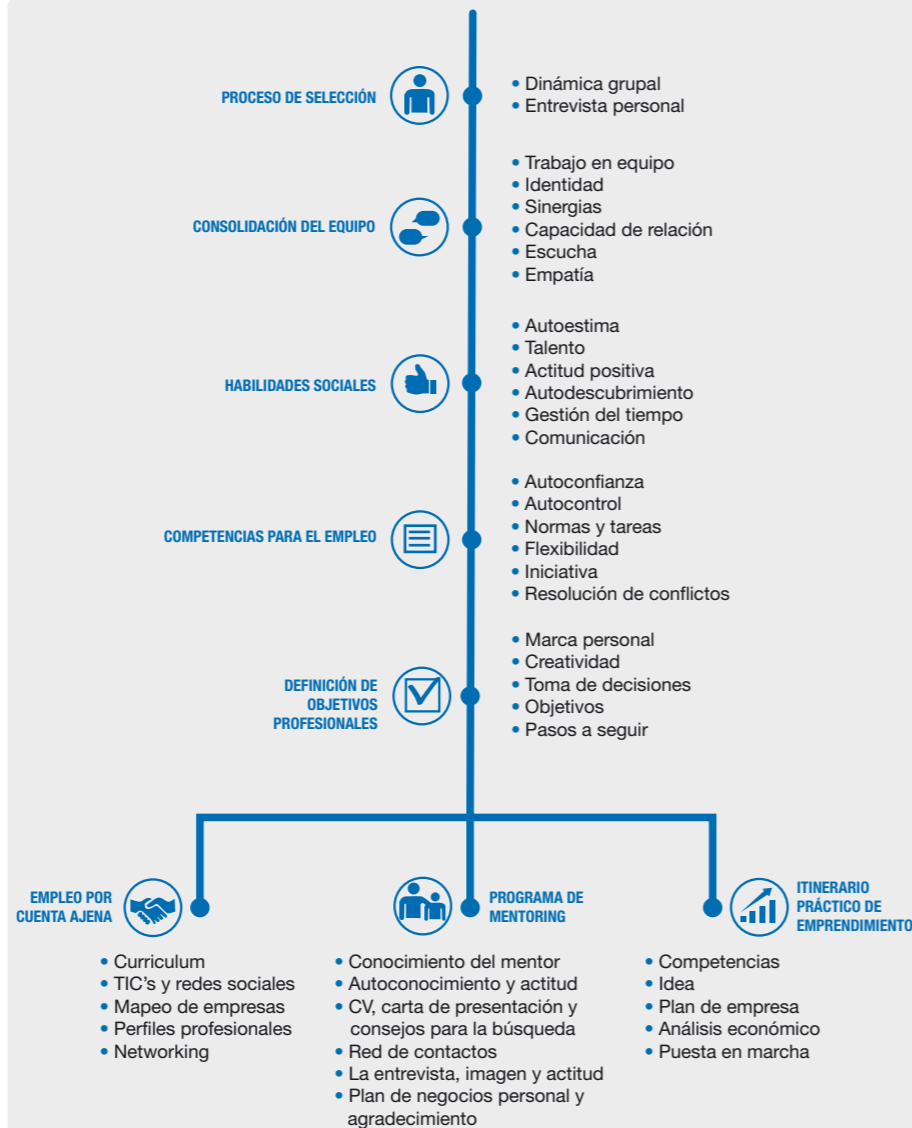 PROCESO DE SELECCIÓN
• Dinámica grupal
• Entrevista personal
CONSOLIDACIÓN DEL EQUIPO
• Trabajo en equipo
• Identidad
• Sinergias
• Capacidad de relación
• Escucha
• Empatía
HABILIDADES SOCIALES
• Autoestima
• Talento
• Actitud positiva
• Autodescubrimiento
• Gestión del tiempo
• Comunicación
COMPETENCIAS PARA EL EMPLEO
• Autoconfianza
• Autocontrol
• Normas y tareas
• Flexibilidad
• Iniciativa
• Resolución de conflictos
DEFINICIÓN DE
OBJETIVOS
PROFESIONALES
• Marca personal
• Creatividad
• Toma de decisiones
• Objetivos
• Pasos a seguir
EMPLEO POR
CUENTA AJENA
• Curriculum
• TIC's y redes sociales
• Mapeo de empresas
• Perfiles profesionales
• Networking
PROGRAMA DE
MENTORING
• Conocimiento del mentor
• Autoconocimiento y actitud
• CV, carta de presentación y
consejos para la búsqueda
• Red de contactos
• La entrevista, imagen y actitud
• Plan de negocios personal y
agradecimiento
ITINERARIO
PRÁCTICO DE
EMPRENDIMIENTO
• Competencias
• Idea
• Plan de empresa
• Análisis económico
• Puesta en marcha